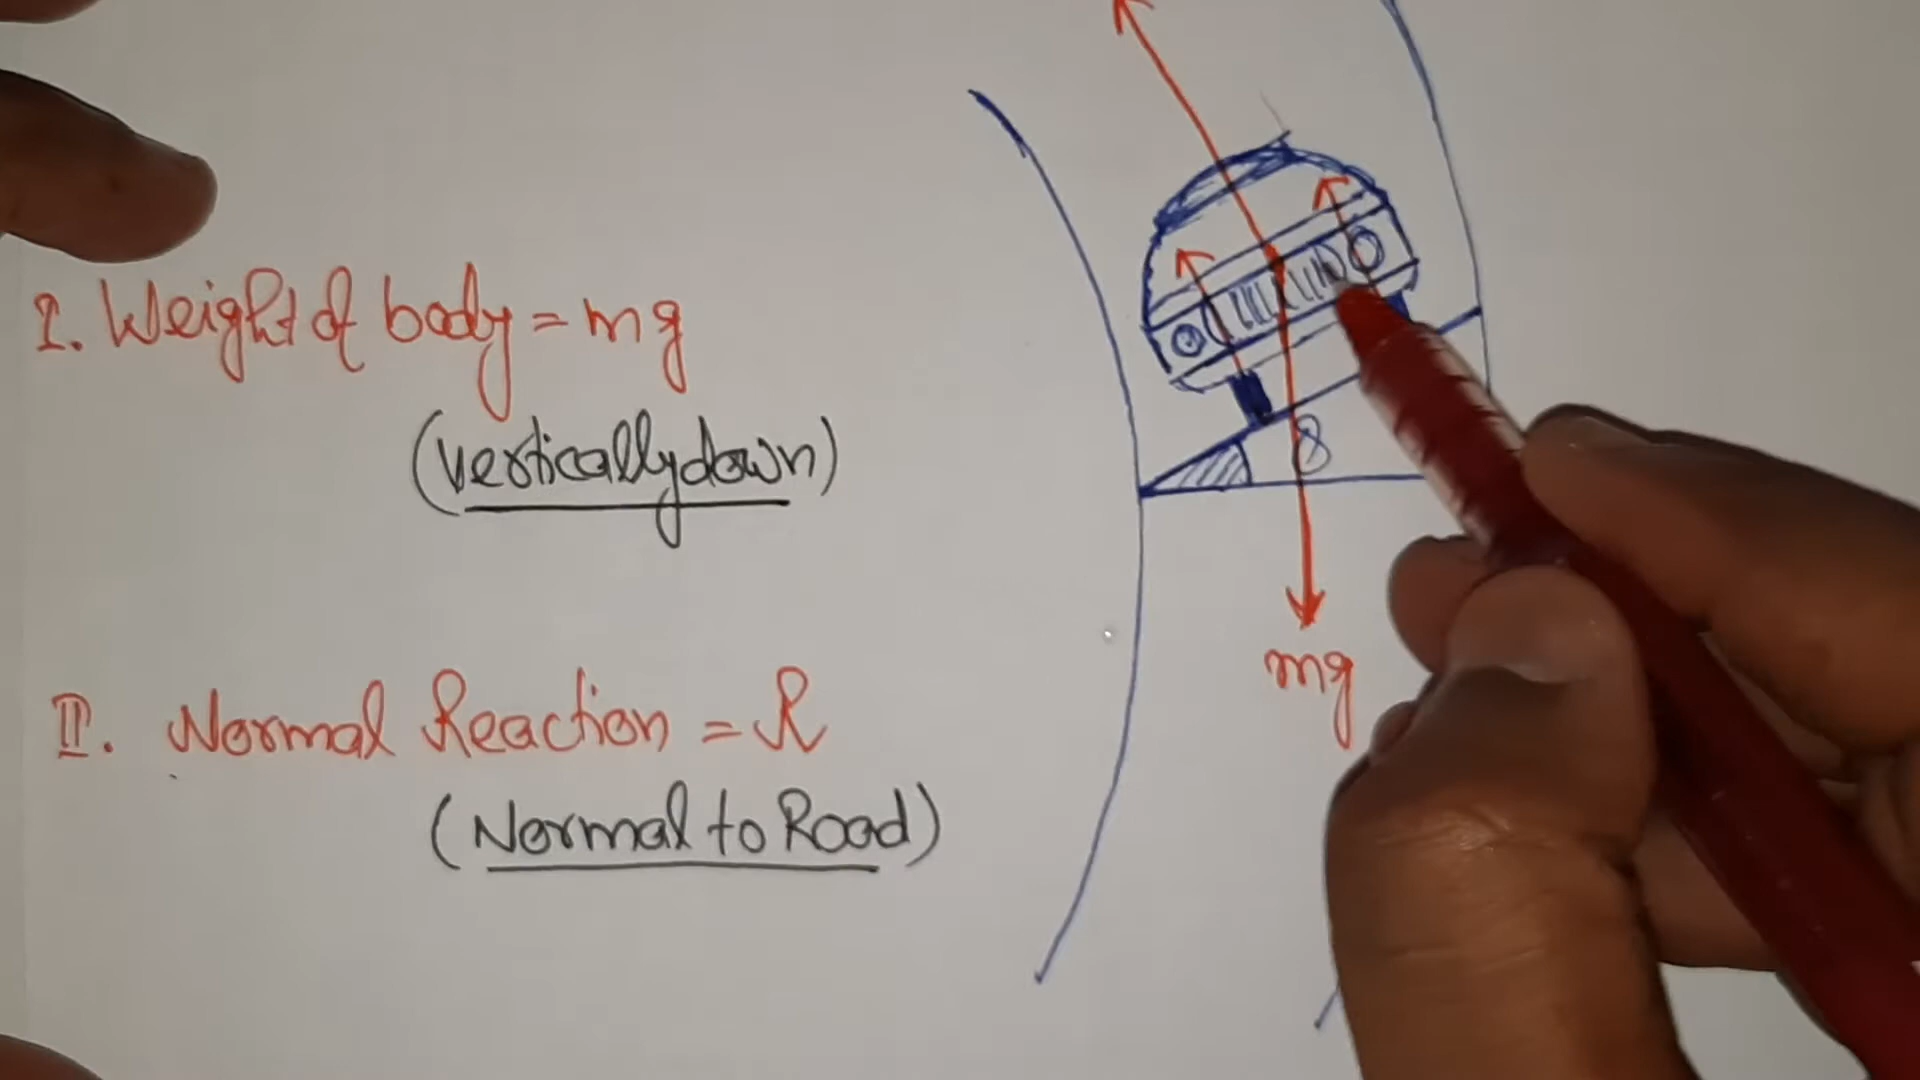 I. Weight of body = mg
(vertically down)
II. Normal Reaction = R
(Normal to Road)
mg